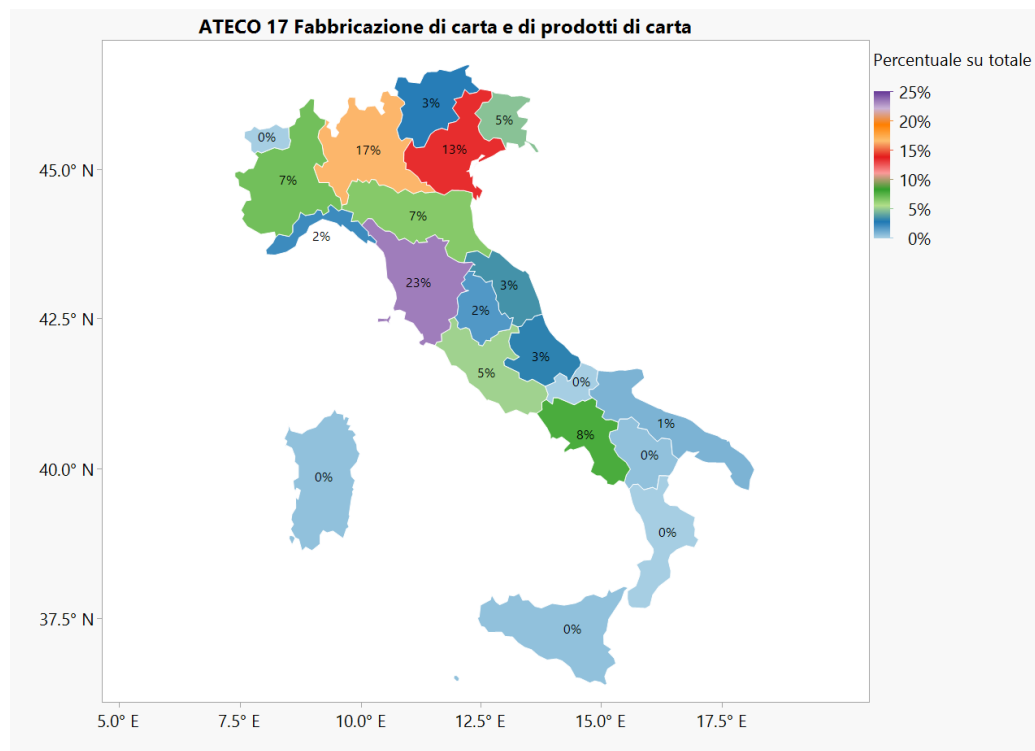 ATECO 17 Fabbricazione di carta e di prodotti di carta
Percentuale su totale
25%
20%
15%
10%
5%
0%
45.0° N
42.5° N
40.0° N
37.5° N
3%
5%
0%
17%
13%
7%
7%
2%
23%
3%
2%
3%
5%
0%
1%
8%
0%
0%
0%
0%
5.0° E
7.5° E
10.0° E
12.5° E
15.0° E
17.5° E